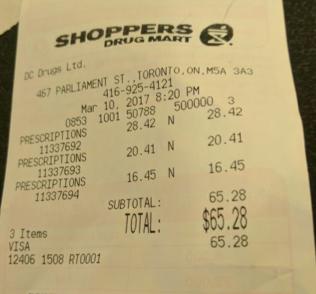 SHOPPERS
DRUG MART
DC Drugs Ltd.
467 PARLIAMENT ST.,TORONTO,ON,M5A 3A3
416-925-4121
Mar 10, 2017 8:20 PM
0853 1001 50788 500000 3
PRESCRIPTIONS 28.42 N 28.42
11337692
PRESCRIPTIONS 20.41 N 20.41
11337693
PRESCRIPTIONS 16.45 N 16.45
11337694
SUBTOTAL: 65.28
TOTAL: $65.28
3 Items
VISA 65.28
12406 1508 RT0001